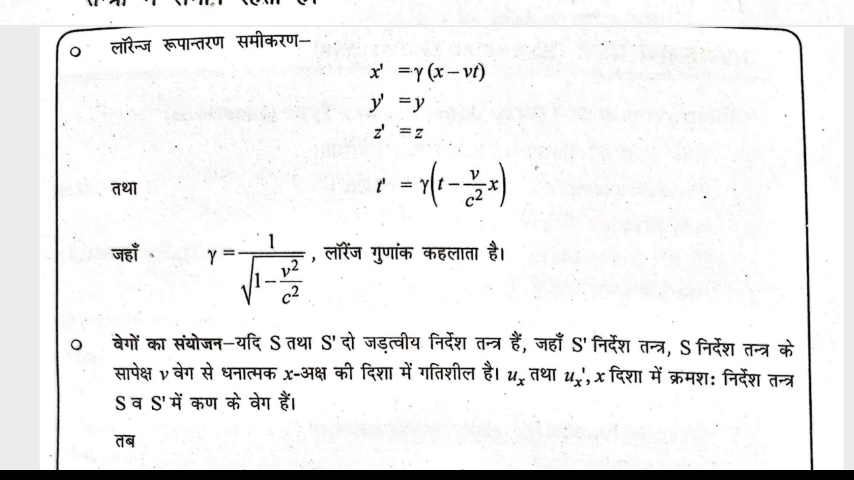 ○ लॉरेन्ज रूपान्तरण समीकरण–
x' = γ (x – vt)
y' = y
z' = z
तथा t' = γ(t – v/c² x)
जहाँ γ = 1/√(1 – v²/c²), लॉरेंज गुणांक कहलाता है।
○ वेगों का संयोजन–यदि S तथा S' दो जड़त्वीय निर्देश तन्त्र हैं, जहाँ S' निर्देश तन्त्र, S निर्देश तन्त्र के
सापेक्ष v वेग से धनात्मक x-अक्ष की दिशा में गतिशील है। uₓ तथा uₓ', x दिशा में क्रमश: निर्देश तन्त्र
S व S' में कण के वेग हैं।
तब